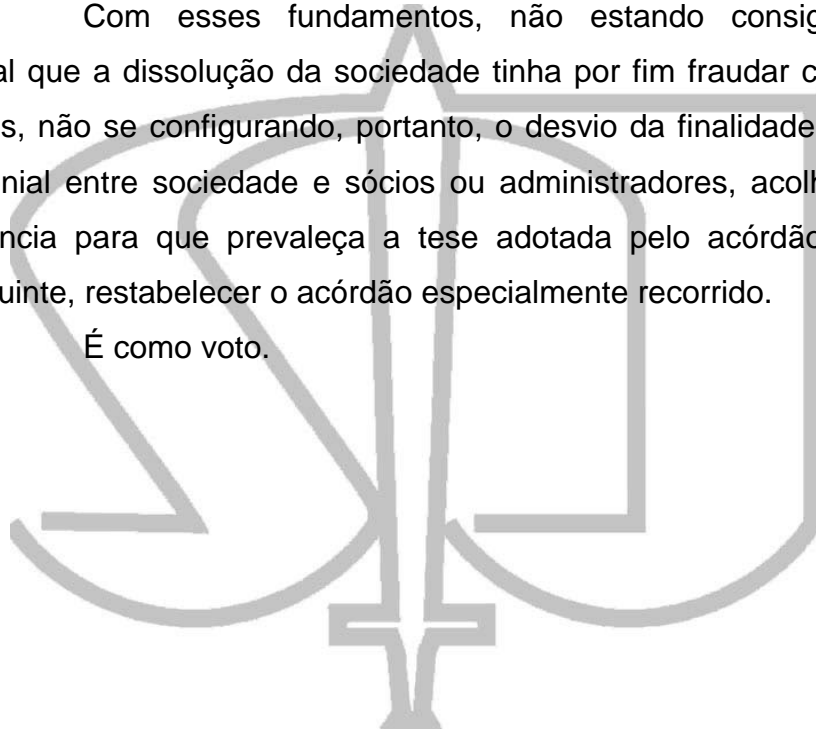 Com esses fundamentos, não estando consig
al que a dissolução da sociedade tinha por fim fraudar c
s, não se configurando, portanto, o desvio da finalidade
nial entre sociedade e sócios ou administradores, acolh
ncia para que prevaleça a tese adotada pelo acórdão
uinte, restabelecer o acórdão especialmente recorrido.
É como voto.